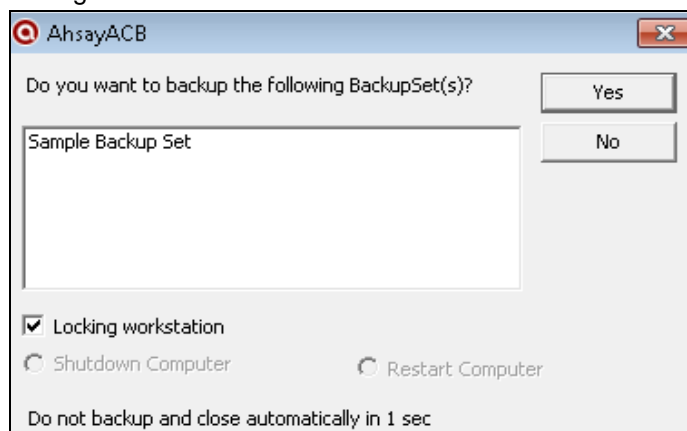 AhsayACB
Do you want to backup the following BackupSet(s)?
Yes
No
Sample Backup Set
Locking workstation
Shutdown Computer
Restart Computer
Do not backup and close automatically in 1 sec